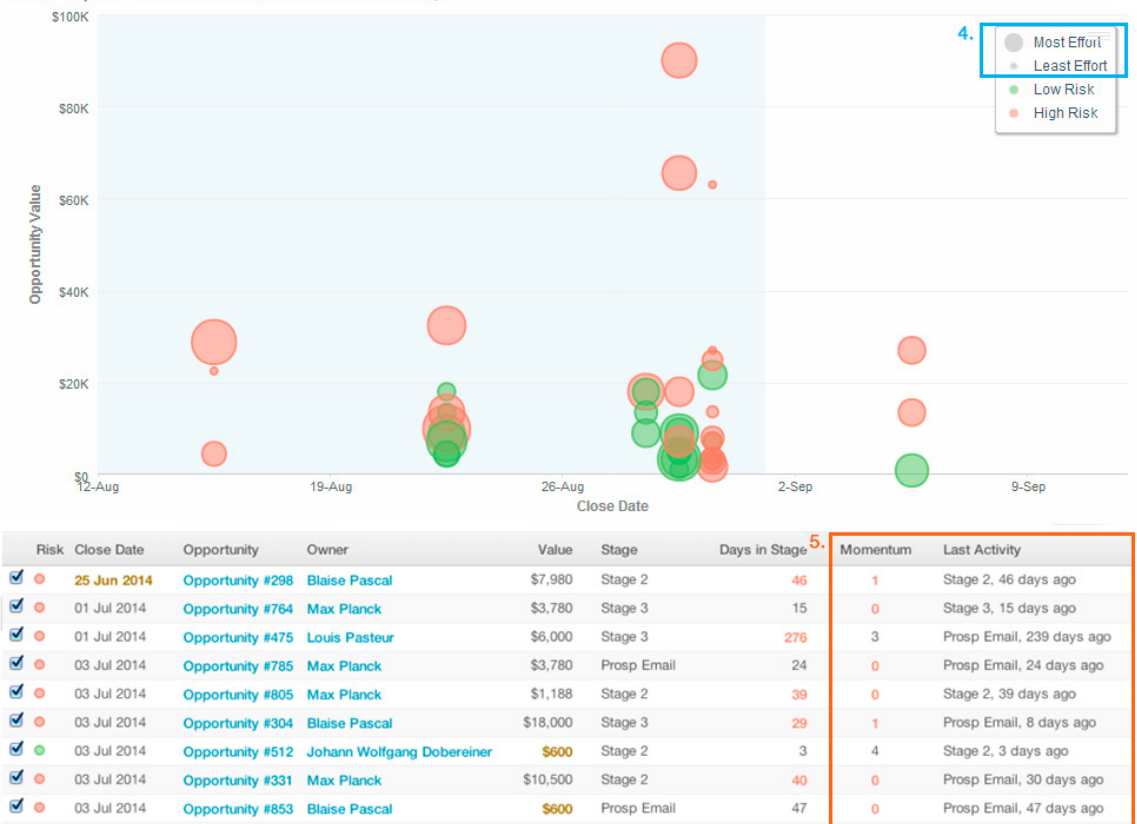 $100K
4.
Most Effort
Least Effort
Low Risk
High Risk
$80K
$60K
$40K
$20K
$0
Opportunity Value
12-Aug 19-Aug 26-Aug 2-Sep 9-Sep
Close Date
5.
Risk Close Date Opportunity Owner Value Stage Days in Stage Momentum Last Activity
25 Jun 2014 Opportunity #298 Blaise Pascal $7,980 Stage 2 46 1 Stage 2, 46 days ago
01 Jul 2014 Opportunity #764 Max Planck $3,780 Stage 3 15 0 Stage 3, 15 days ago
01 Jul 2014 Opportunity #475 Louis Pasteur $6,000 Stage 3 276 3 Prosp Email, 239 days ago
03 Jul 2014 Opportunity #785 Max Planck $3,780 Prosp Email 24 0 Prosp Email, 24 days ago
03 Jul 2014 Opportunity #805 Max Planck $1,188 Stage 2 39 0 Stage 2, 39 days ago
03 Jul 2014 Opportunity #304 Blaise Pascal $18,000 Stage 3 29 1 Prosp Email, 8 days ago
03 Jul 2014 Opportunity #512 Johann Wolfgang Dobereiner $600 Stage 2 3 4 Stage 2, 3 days ago
03 Jul 2014 Opportunity #331 Max Planck $10,500 Stage 2 40 0 Prosp Email, 30 days ago
03 Jul 2014 Opportunity #853 Blaise Pascal $600 Prosp Email 47 0 Prosp Email, 47 days ago